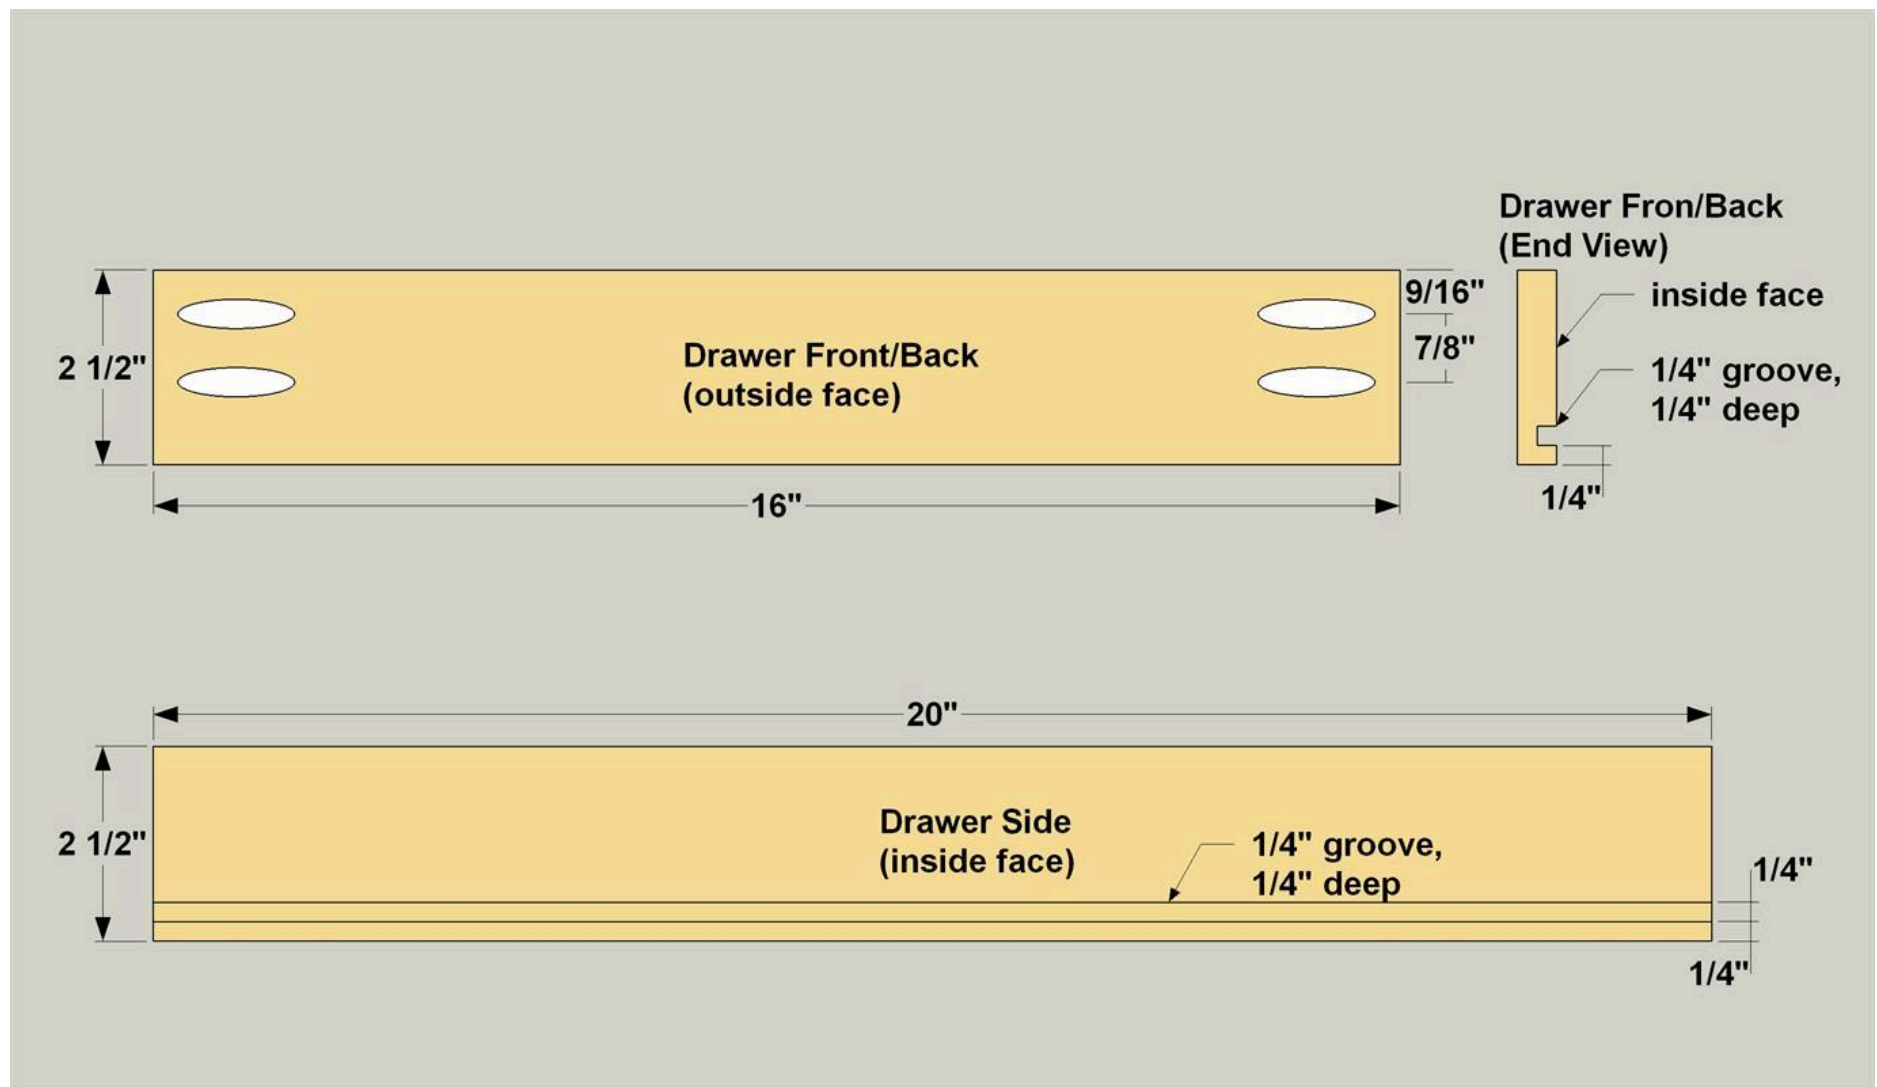 Drawer Fron/Back
(End View)
inside face
9/16"
7/8"
2 1/2"
Drawer Front/Back
(outside face)
1/4" groove,
1/4" deep
1/4"
16"
20"
2 1/2"
Drawer Side
(inside face)
1/4" groove,
1/4" deep
1/4"
1/4"